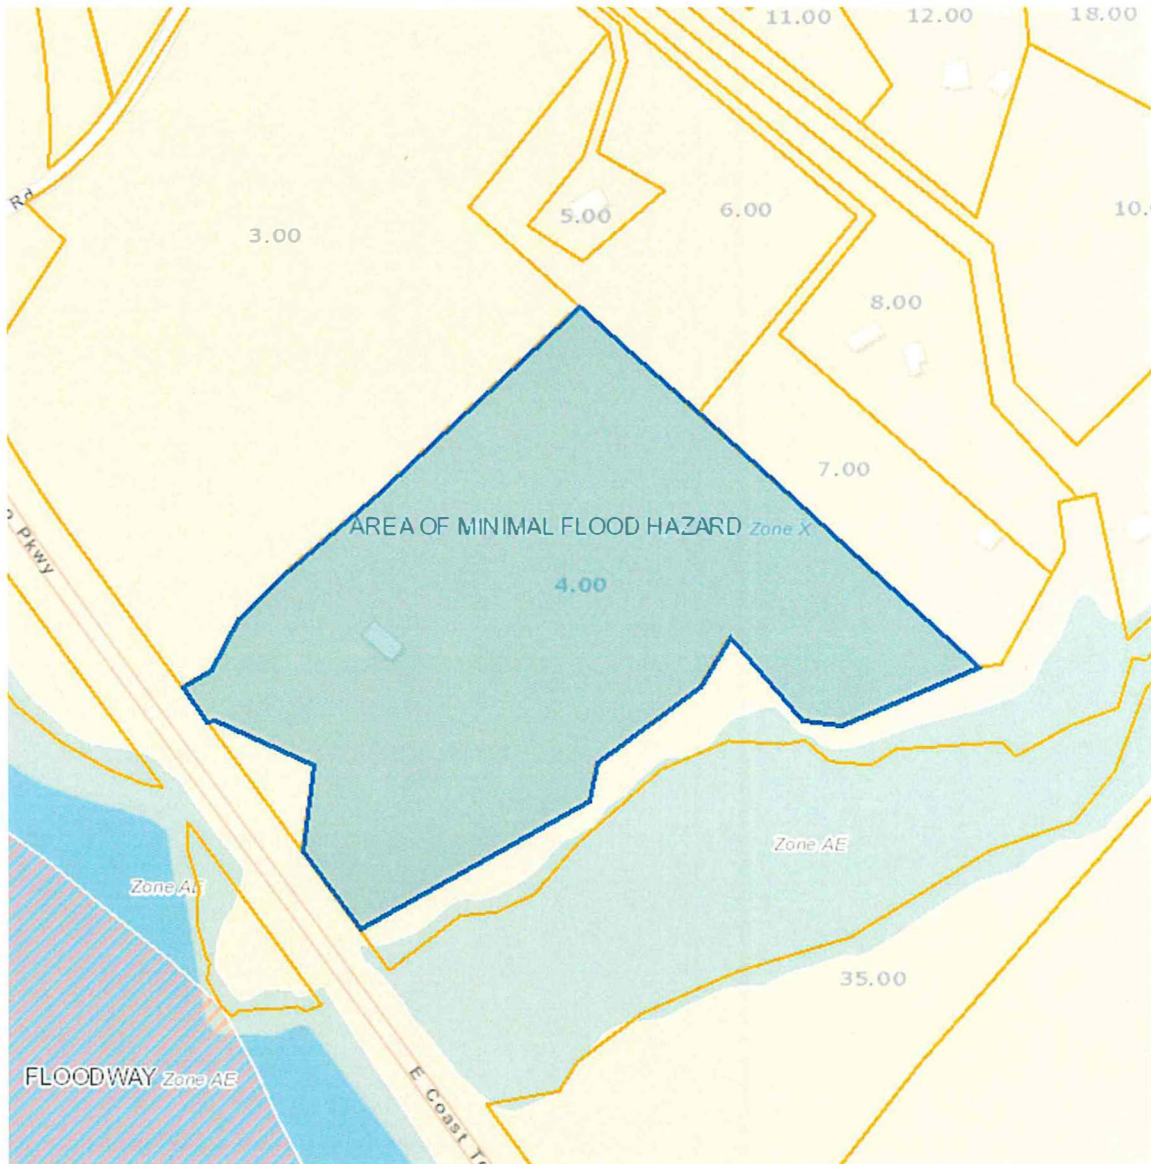 11.00
12.00
18.00
Rd
5.00
6.00
10.
3.00
8.00
7.00
Pkwy
AREA OF MINIMAL FLOOD HAZARD Zone X
4.00
Zone AE
Zone AE
35.00
FLOODWAY Zone AE
E Coast